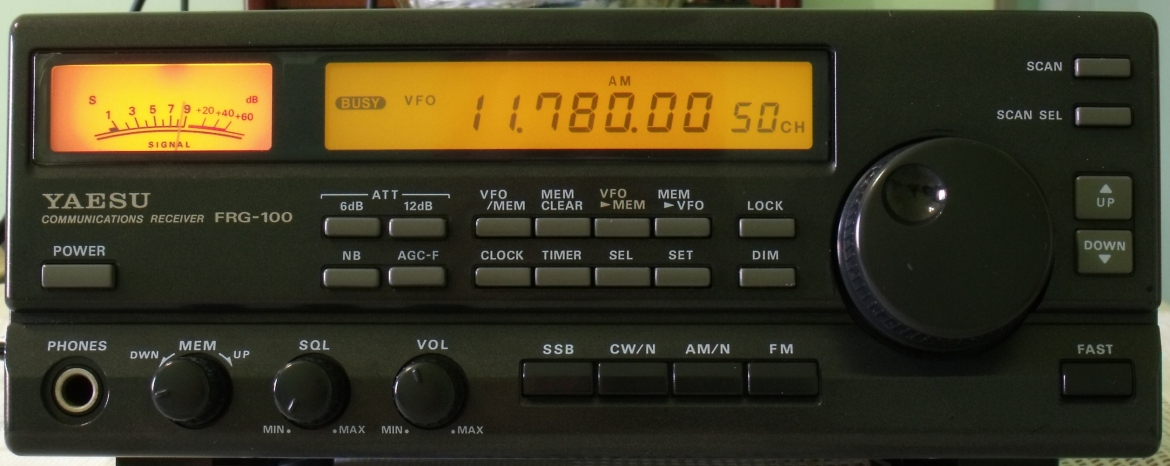 S
1 3 5 7 9 +20 +40 +60
dB
SIGNAL
BUSY VFO
AM
11.780.00 50CH
SCAN
SCAN SEL
YAESU
COMMUNICATIONS RECEIVER FRG-100
POWER
ATT
6dB 12dB
NB AGC-F
VFO
/MEM
MEM
CLEAR
VFO
►MEM
MEM
►VFO
LOCK
CLOCK TIMER SEL SET DIM
▲
UP
DOWN
▼
PHONES
DWN MEM UP
SQL
MIN MAX
VOL
MIN MAX
SSB CW/N AM/N FM
FAST